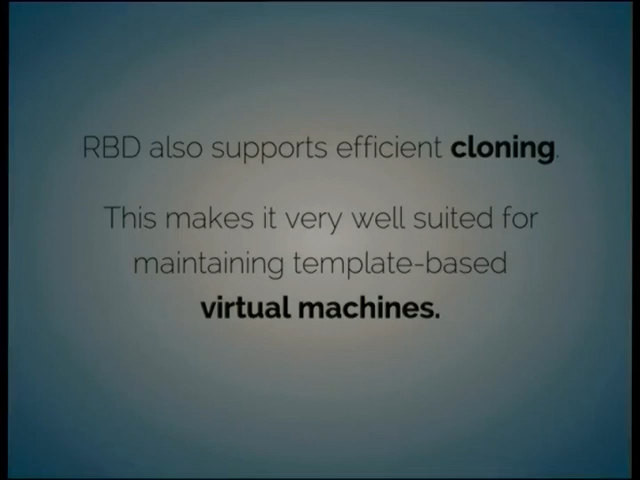 RBD also supports efficient cloning.
This makes it very well suited for
maintaining template-based
virtual machines.